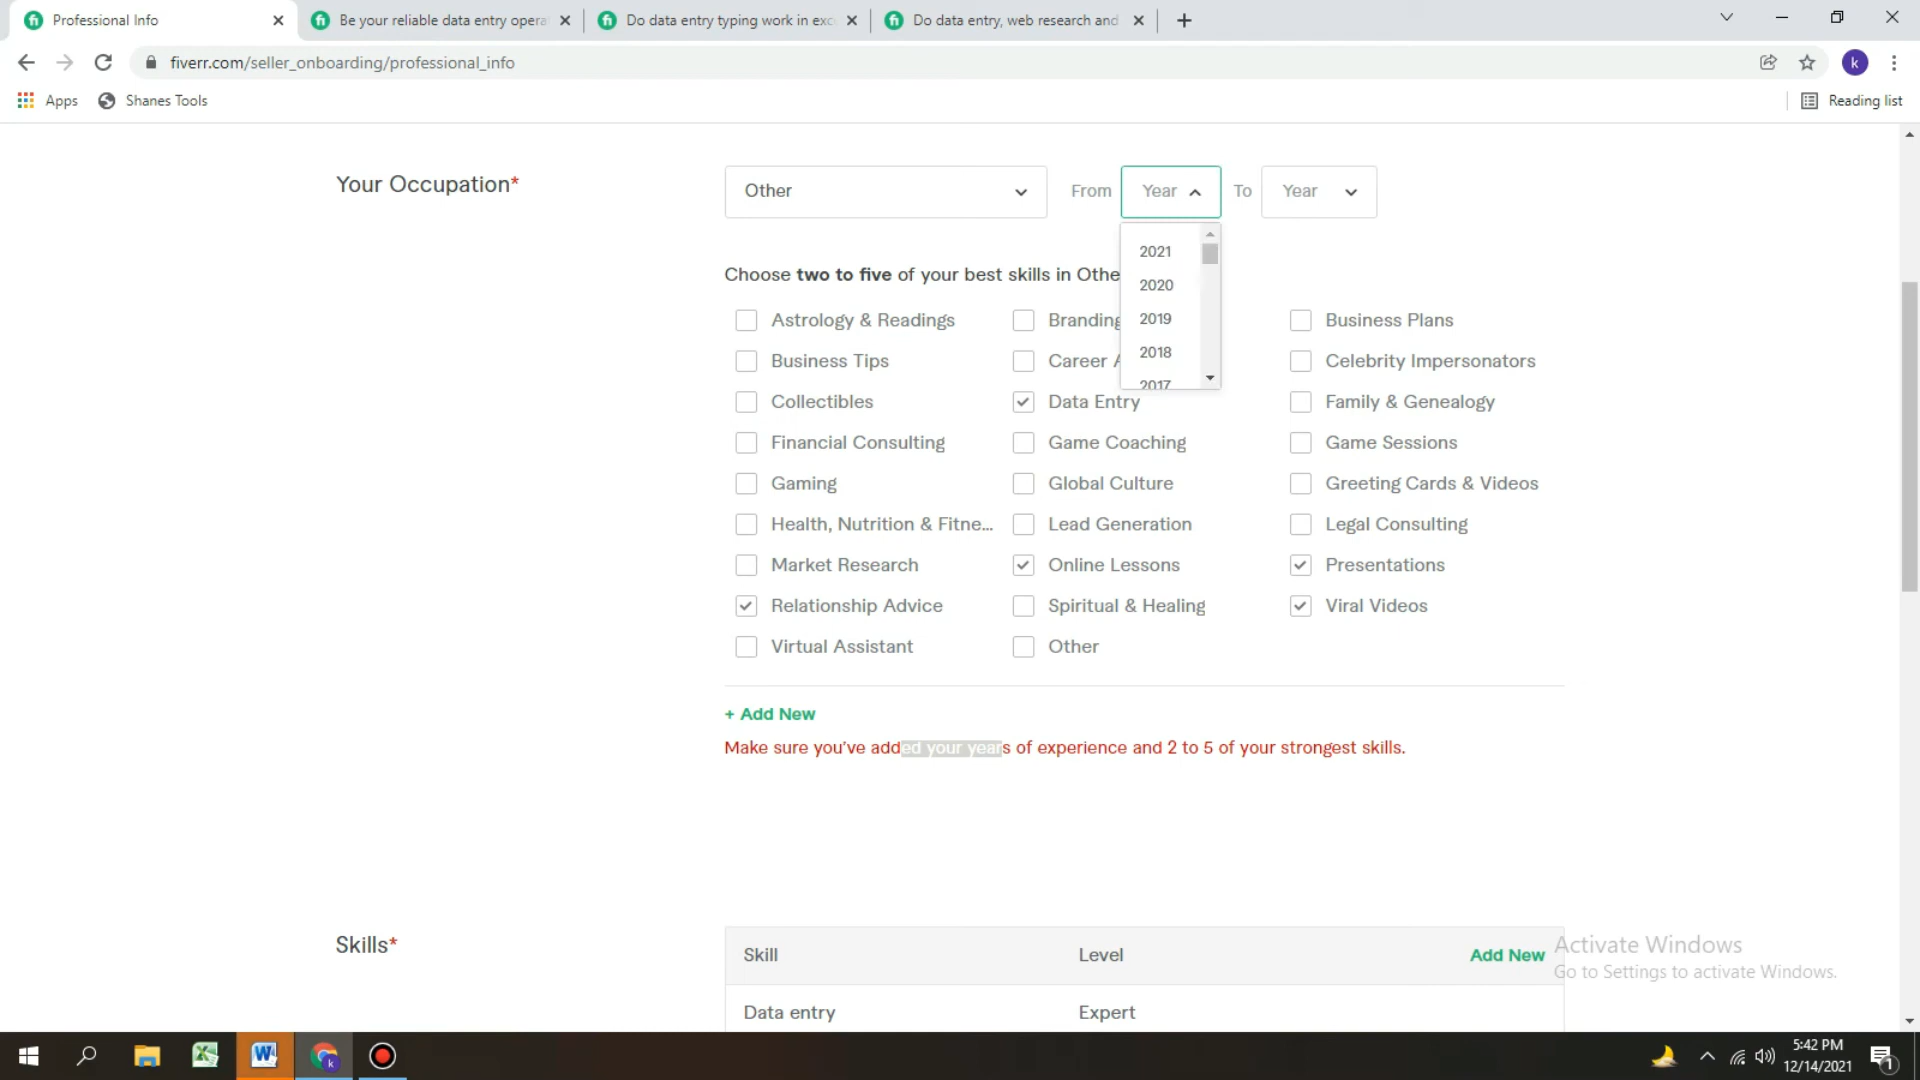 Professional Info
Be your reliable data entry opera
Do data entry typing work in exc
Do data entry, web research and
fiverr.com/seller_onboarding/professional_info
k
Apps
Shanes Tools
Reading list
Your Occupation*
Other
From
Year
To
Year
2021
2020
2019
2018
2017
Choose two to five of your best skills in Othe
Astrology & Readings
Branding
Business Plans
Business Tips
Career A
Celebrity Impersonators
Collectibles
Data Entry
Family & Genealogy
Financial Consulting
Game Coaching
Game Sessions
Gaming
Global Culture
Greeting Cards & Videos
Health, Nutrition & Fitne...
Lead Generation
Legal Consulting
Market Research
Online Lessons
Presentations
Relationship Advice
Spiritual & Healing
Viral Videos
Virtual Assistant
Other
+ Add New
Make sure you've added your years of experience and 2 to 5 of your strongest skills.
Skills*
Skill
Level
Add New
Data entry
Expert
Activate Windows
Go to Settings to activate Windows.
5:42 PM
12/14/2021
1